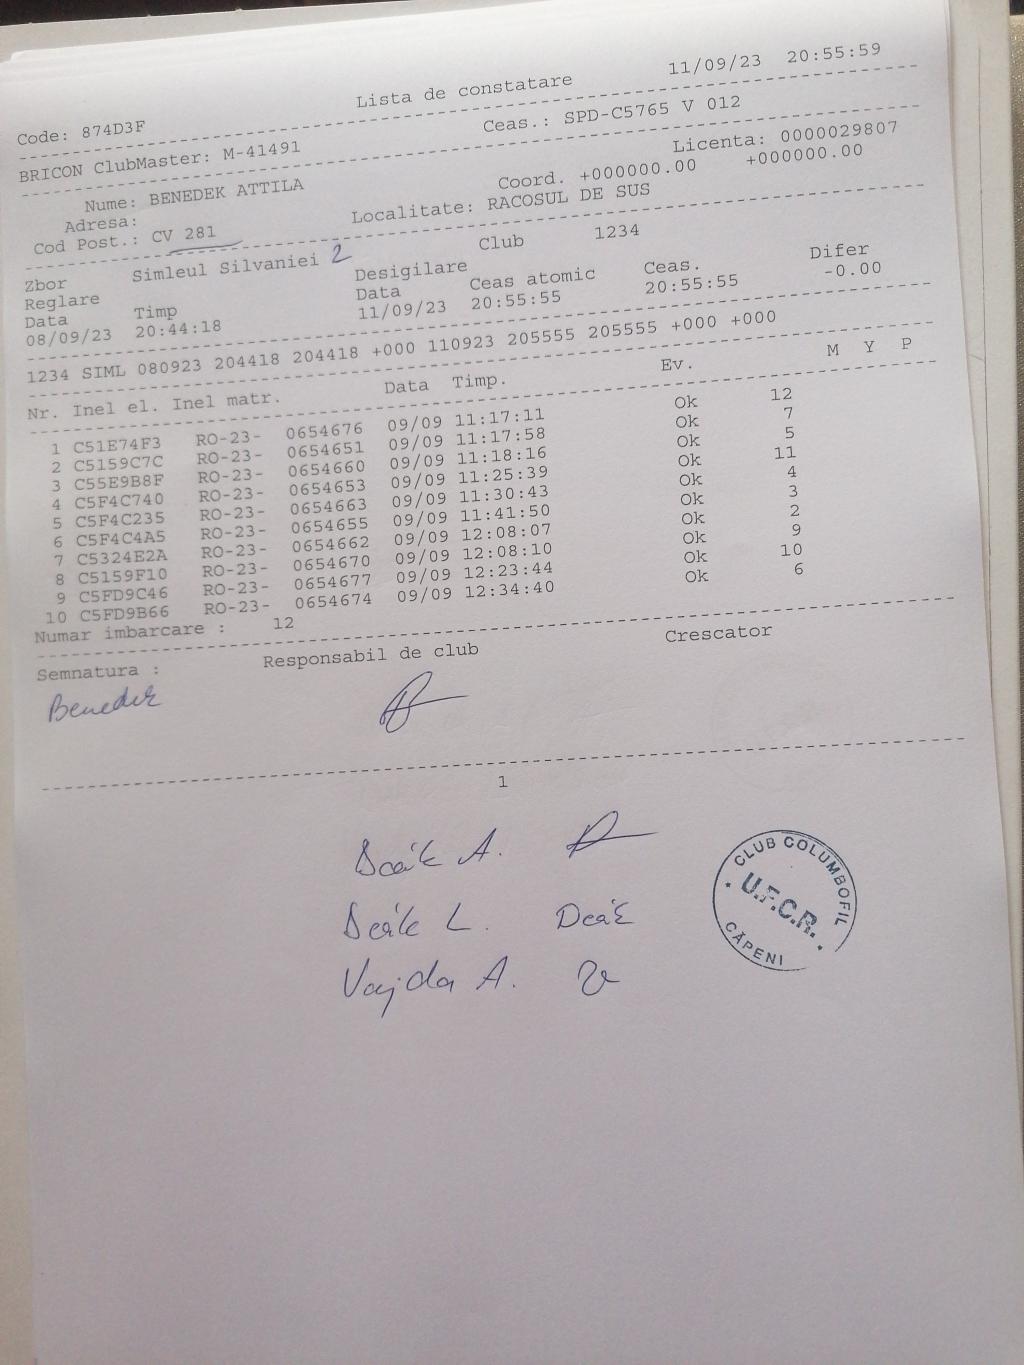 11/09/23 20:55:59
Lista de constatare
Code: 874D3F
Ceas.: SPD-C5765 V 012
BRICON ClubMaster: M-41491
Licenta: 0000029807
Nume: BENEDEK ATTILA
Coord. +000000.00 +000000.00
Adresa:
Localitate: RACOSUL DE SUS
Cod Post.: CV 281
Zbor Simleul Silvaniei 2 Club 1234
Reglare Desigilare
Data Timp Data Ceas atomic Ceas. Difer
08/09/23 20:44:18 11/09/23 20:55:55 20:55:55 -0.00
1234 SIML 080923 204418 204418 +000 110923 205555 205555 +000 +000
Nr. Inel el. Inel matr. Data Timp. Ev. M Y P
1 C51E74F3 RO-23- 0654676 09/09 11:17:11 Ok 12
2 C5159C7C RO-23- 0654651 09/09 11:17:58 Ok 7
3 C55E9B8F RO-23- 0654660 09/09 11:18:16 Ok 5
4 C5F4C740 RO-23- 0654653 09/09 11:25:39 Ok 11
5 C5F4C235 RO-23- 0654663 09/09 11:30:43 Ok 4
6 C5F4C4A5 RO-23- 0654655 09/09 11:41:50 Ok 3
7 C5324E2A RO-23- 0654662 09/09 12:08:07 Ok 2
8 C5159F10 RO-23- 0654670 09/09 12:08:10 Ok 9
9 C5FD9C46 RO-23- 0654677 09/09 12:23:44 Ok 10
10 C5FD9B66 RO-23- 0654674 09/09 12:34:40 Ok 6
Numar imbarcare : 12
Semnatura : Responsabil de club Crescator
Benedek
1
Deák A.
Deák L. Deák
Vajda A.
CLUB COLUMBOFIL
U.F.C.R.
CĂPENI